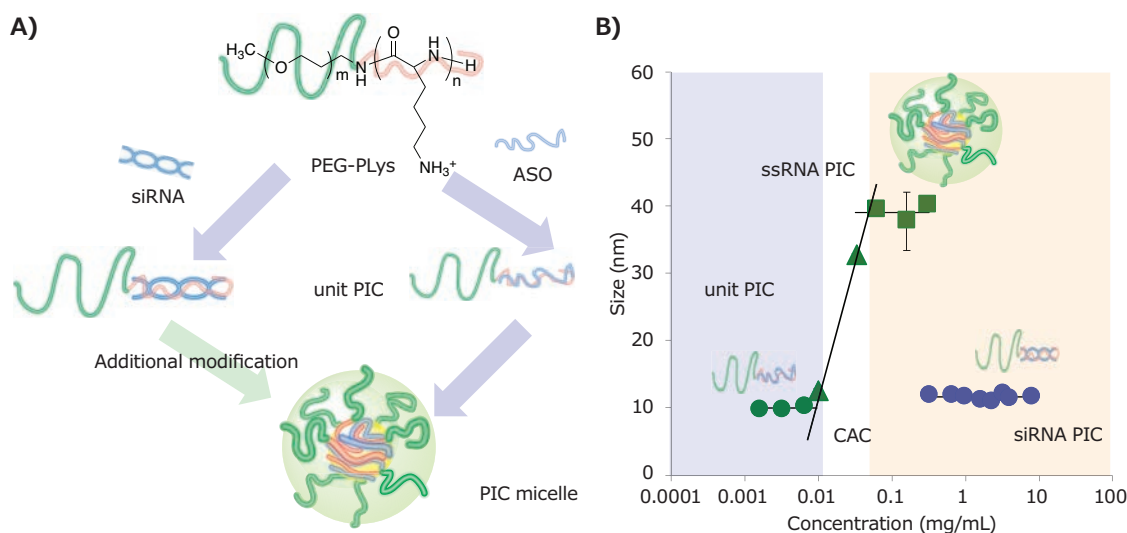 A)
H₃C
O
m
N
H
O
H
N
H
n
NH₃⁺
PEG-PLys
siRNA
ASO
unit PIC
Additional modification
PIC micelle
B)
60
50
40
30
20
10
0
Size (nm)
ssRNA PIC
unit PIC
CAC
siRNA PIC
0.0001 0.001 0.01 0.1 1 10 100
Concentration (mg/mL)